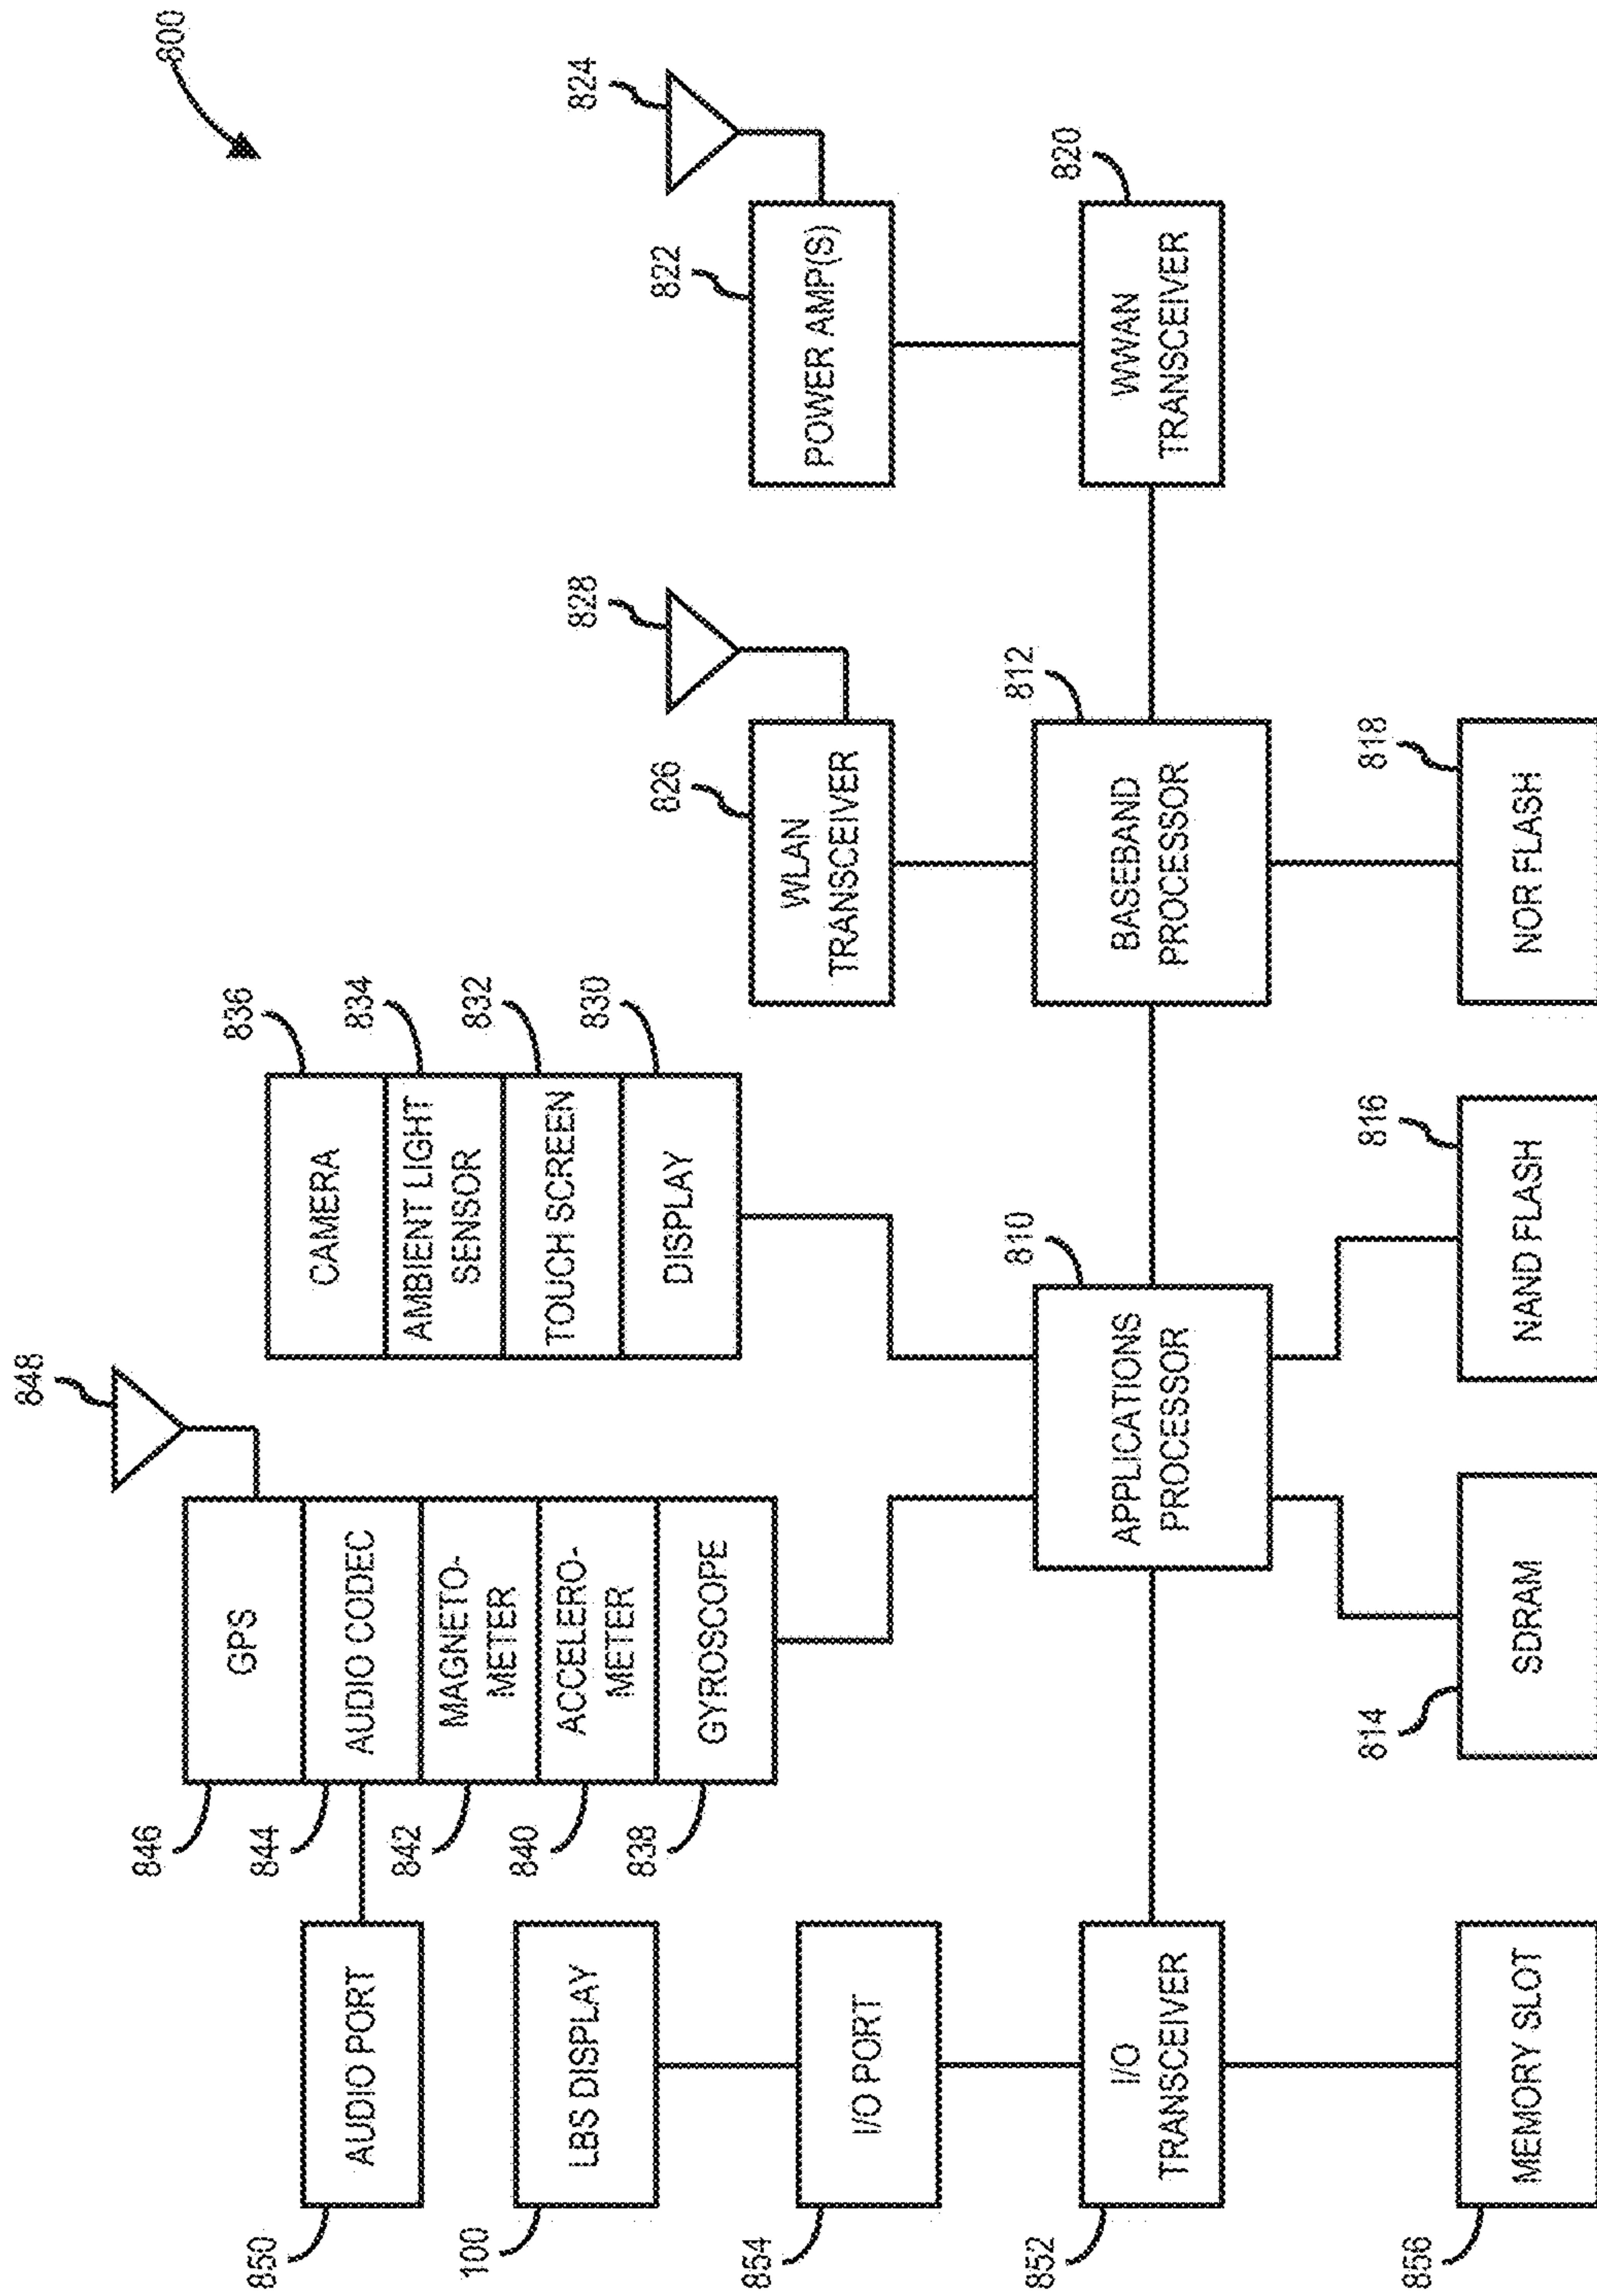 800
848
GPS
AUDIO CODEC
MAGNETO-
METER
ACCELERO-
METER
GYROSCOPE
846
844
842
840
838
CAMERA
AMBIENT LIGHT
SENSOR
TOUCH SCREEN
DISPLAY
836
834
832
830
AUDIO PORT
850
LBS DISPLAY
100
I/O PORT
854
I/O
TRANSCEIVER
852
MEMORY SLOT
856
APPLICATIONS
PROCESSOR
810
SDRAM
814
NAND FLASH
816
WLAN
TRANSCEIVER
826
828
BASEBAND
PROCESSOR
812
NOR FLASH
818
POWER AMP(S)
822
824
WWAN
TRANSCEIVER
820